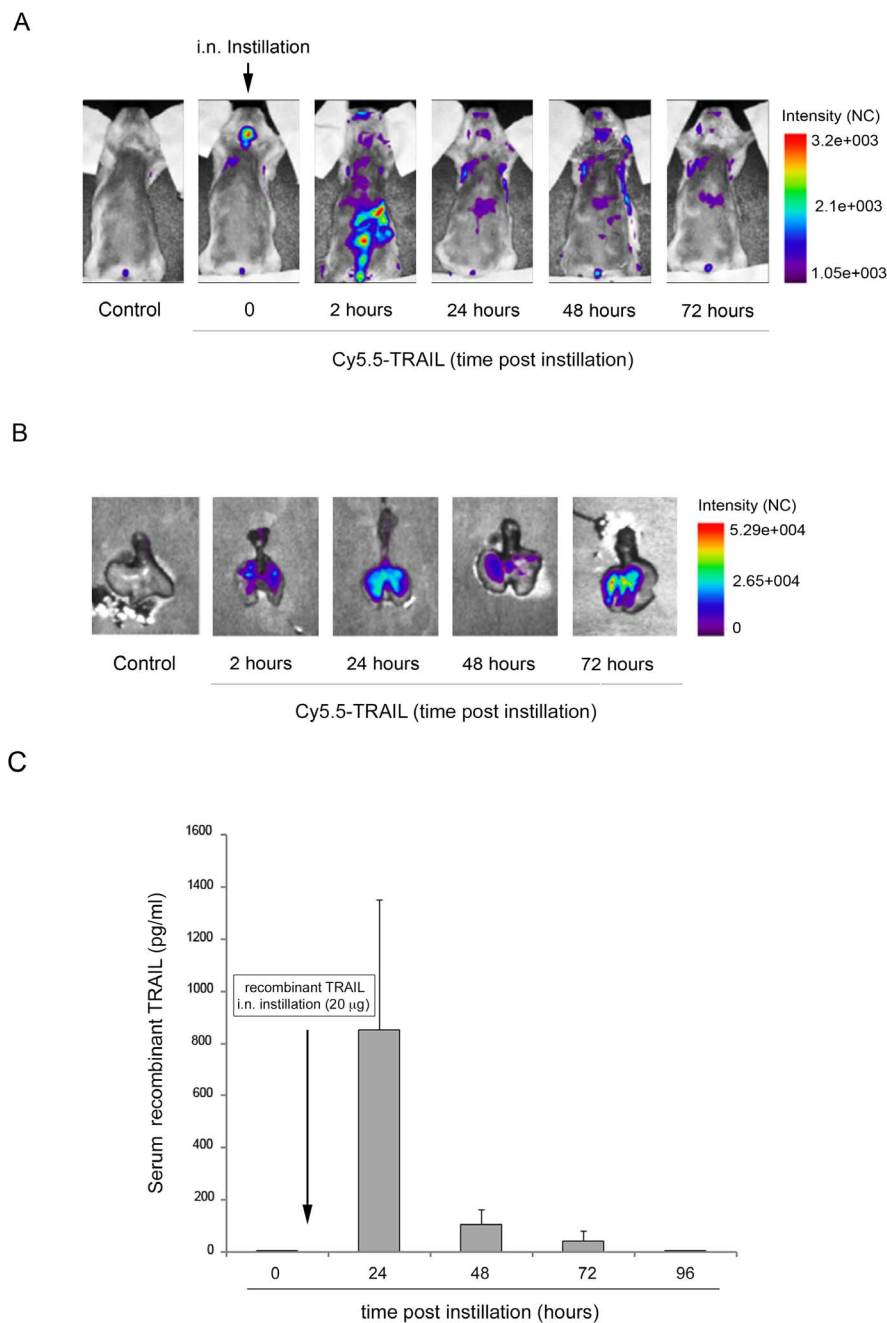 A
i.n. Instillation
Intensity (NC)
3.2e+003
2.1e+003
1.05e+003
Control
0
2 hours
24 hours
48 hours
72 hours
Cy5.5-TRAIL (time post instillation)
B
Intensity (NC)
5.29e+004
2.65+004
0
Control
2 hours
24 hours
48 hours
72 hours
Cy5.5-TRAIL (time post instillation)
C
Serum recombinant TRAIL (pg/ml)
1600
1400
1200
1000
800
600
400
200
0
recombinant TRAIL
i.n. instillation (20 µg)
0
24
48
72
96
time post instillation (hours)